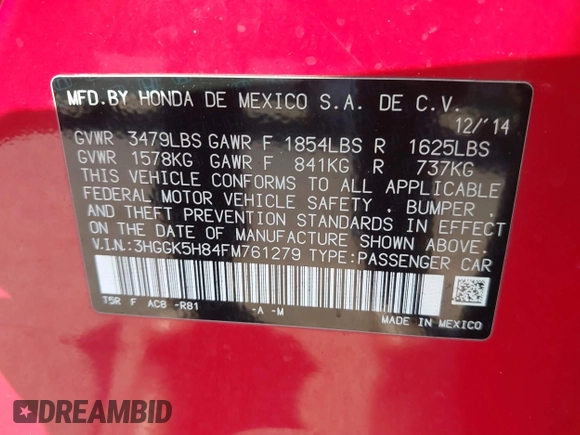 MFD.BY HONDA DE MEXICO S.A. DE C.V.
12/'14
GVWR 3479LBS GAWR F 1854LBS R 1625LBS
GVWR 1578KG GAWR F 841KG R 737KG
THIS VEHICLE CONFORMS TO ALL APPLICABLE
FEDERAL MOTOR VEHICLE SAFETY , BUMPER ,
AND THEFT PREVENTION STANDARDS IN EFFECT
ON THE DATE OF MANUFACTURE SHOWN ABOVE.
V.I.N.:3HGGK5H84FM761279 TYPE:PASSENGER CAR
T5R F AC8 -R81 -A -M
MADE IN MEXICO
DREAMBID